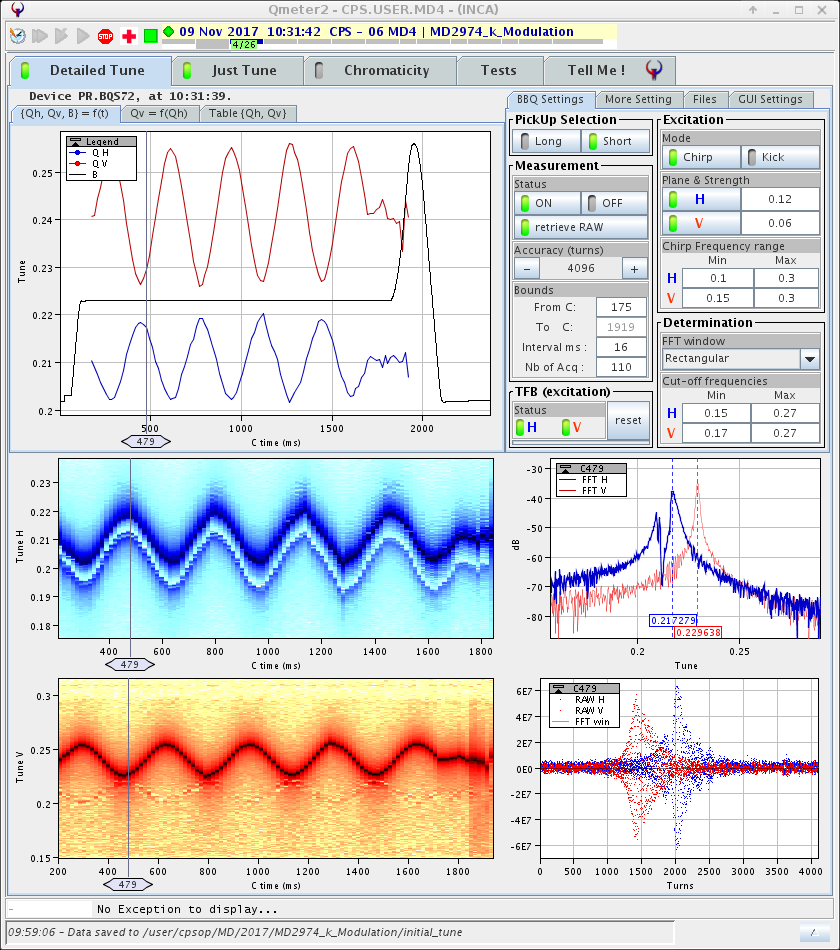 Qmeter2 - CPS.USER.MD4 - (INCA)
STOP
09 Nov 2017 10:31:42 CPS - 06 MD4 | MD2974_k_Modulation
4/26
Detailed Tune
Just Tune
Chromaticity
Tests
Tell Me !
Device PR.BQS72, at 10:31:39.
{Qh, Qv, B} = f(t)
Qv = f(Qh)
Table {Qh, Qv}
Legend
Q H
Q V
B
0.25
0.24
0.23
0.22
0.21
0.2
Tune
500
1000
1500
2000
479
C time (ms)
BBQ Settings
More Setting
Files
GUI Settings
PickUp Selection
Long
Short
Measurement
Status
ON
OFF
retrieve RAW
Accuracy (turns)
-
4096
+
Bounds
From C:
175
To C:
1919
Interval ms :
16
Nb of Acq :
110
TFB (excitation)
Status
H
V
reset
Excitation
Mode
Chirp
Kick
Plane & Strength
H
0.12
V
0.06
Chirp Frequency range
Min Max
H 0.1 0.3
V 0.15 0.3
Determination
FFT window
Rectangular
Cut-off frequencies
Min Max
H 0.15 0.27
V 0.17 0.27
0.23
0.22
0.21
0.2
0.19
0.18
Tune H
400 600 800 1000 1200 1400 1600 1800
479
C time (ms)
C479
FFT H
FFT V
-30
-40
-50
-60
-70
-80
dB
0.217279
0.229638
0.2
0.25
Tune
0.3
0.25
0.2
0.15
Tune V
200 400 600 800 1000 1200 1400 1600 1800
479
C time (ms)
C479
RAW H
RAW V
FFT win
6E7
4E7
2E7
0E0
-2E7
-4E7
-6E7
0 500 1000 1500 2000 2500 3000 3500 4000
Turns
- No Exception to display...
09:59:06 - Data saved to /user/cpsop/MD/2017/MD2974_k_Modulation/initial_tune